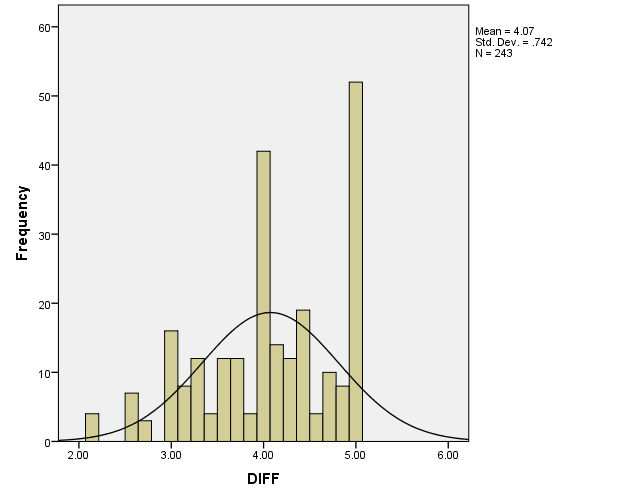 Mean = 4.07
Std. Dev. = .742
N = 243
60
50
40
30
20
10
0
Frequency
2.00 3.00 4.00 5.00 6.00
DIFF